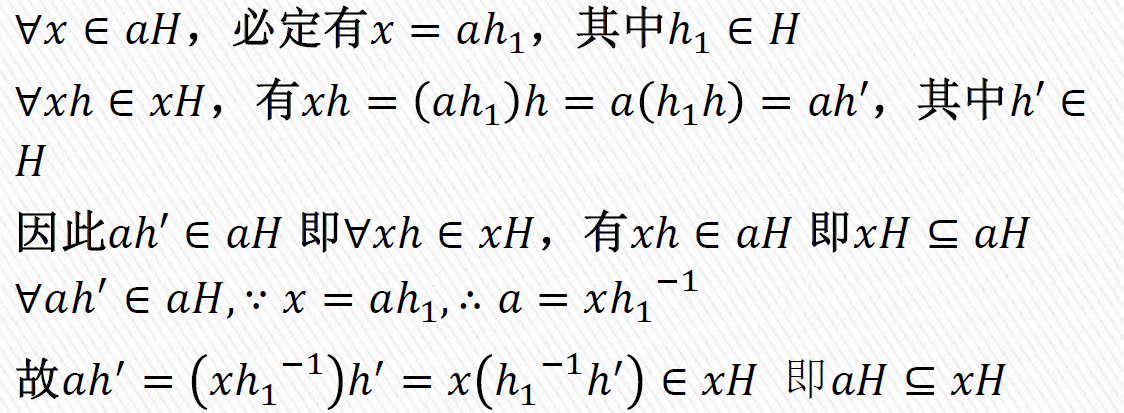 ∀x ∈ aH，必定有x = ah₁，其中h₁ ∈ H
∀xh ∈ xH，有xh = (ah₁)h = a(h₁h) = ah′，其中h′ ∈
H
因此ah′ ∈ aH 即∀xh ∈ xH，有xh ∈ aH 即xH ⊆ aH
∀ah′ ∈ aH,∵ x = ah₁,∴ a = xh₁⁻¹
故ah′ = (xh₁⁻¹)h′ = x(h₁⁻¹h′) ∈ xH 即aH ⊆ xH